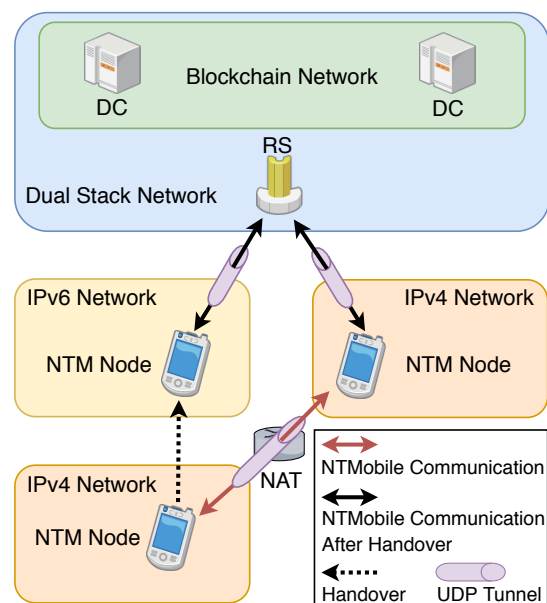 Blockchain Network
DC
DC
RS
Dual Stack Network
IPv6 Network
NTM Node
IPv4 Network
NTM Node
NAT
IPv4 Network
NTM Node
NTMobile Communication
NTMobile Communication
After Handover
Handover
UDP Tunnel